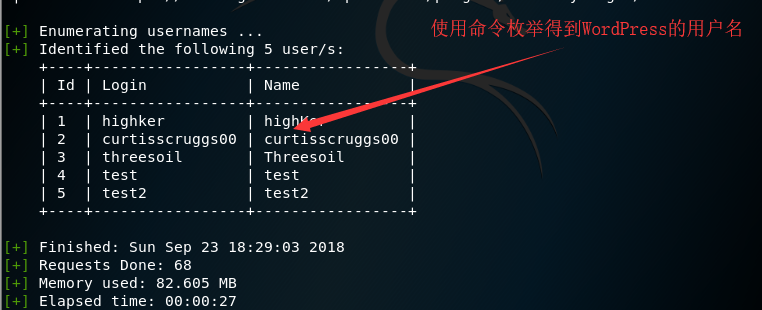 [+] Enumerating usernames ...
使用命令枚举得到WordPress的用户名
[+] Identified the following 5 user/s:
+----+-----------------+-----------------+
| Id | Login           | Name            |
+----+-----------------+-----------------+
| 1  | highker         |                 |
| 2  | curtisscruggs00 | curtisscruggs00 |
| 3  | threesoil       | Threesoil       |
| 4  | test            | test            |
| 5  | test2           | test2           |
+----+-----------------+-----------------+
[+] Finished: Sun Sep 23 18:29:03 2018
[+] Requests Done: 68
[+] Memory used: 82.605 MB
[+] Elapsed time: 00:00:27